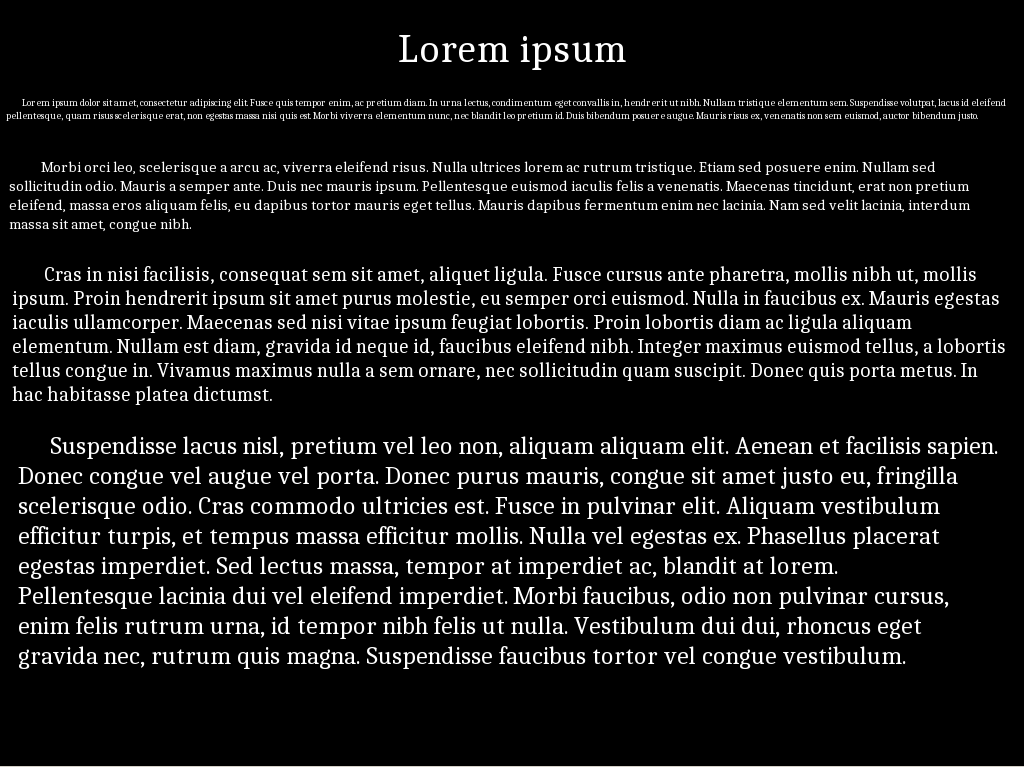 Lorem ipsum
Lorem ipsum dolor sit amet, consectetur adipiscing elit. Fusce quis tempor enim, ac pretium diam. In urna lectus, condimentum eget convallis in, hendrerit ut nibh. Nullam tristique elementum sem. Suspendisse volutpat, lacus id eleifend
pellentesque, quam risus scelerisque erat, non egestas massa nisi quis est. Morbi viverra elementum nunc, nec blandit leo pretium id. Duis bibendum posuere augue. Mauris risus ex, venenatis non sem euismod, auctor bibendum justo.
Morbi orci leo, scelerisque a arcu ac, viverra eleifend risus. Nulla ultrices lorem ac rutrum tristique. Etiam sed posuere enim. Nullam sed
sollicitudin odio. Mauris a semper ante. Duis nec mauris ipsum. Pellentesque euismod iaculis felis a venenatis. Maecenas tincidunt, erat non pretium
eleifend, massa eros aliquam felis, eu dapibus tortor mauris eget tellus. Mauris dapibus fermentum enim nec lacinia. Nam sed velit lacinia, interdum
massa sit amet, congue nibh.
Cras in nisi facilisis, consequat sem sit amet, aliquet ligula. Fusce cursus ante pharetra, mollis nibh ut, mollis
ipsum. Proin hendrerit ipsum sit amet purus molestie, eu semper orci euismod. Nulla in faucibus ex. Mauris egestas
iaculis ullamcorper. Maecenas sed nisi vitae ipsum feugiat lobortis. Proin lobortis diam ac ligula aliquam
elementum. Nullam est diam, gravida id neque id, faucibus eleifend nibh. Integer maximus euismod tellus, a lobortis
tellus congue in. Vivamus maximus nulla a sem ornare, nec sollicitudin quam suscipit. Donec quis porta metus. In
hac habitasse platea dictumst.
Suspendisse lacus nisl, pretium vel leo non, aliquam aliquam elit. Aenean et facilisis sapien.
Donec congue vel augue vel porta. Donec purus mauris, congue sit amet justo eu, fringilla
scelerisque odio. Cras commodo ultricies est. Fusce in pulvinar elit. Aliquam vestibulum
efficitur turpis, et tempus massa efficitur mollis. Nulla vel egestas ex. Phasellus placerat
egestas imperdiet. Sed lectus massa, tempor at imperdiet ac, blandit at lorem.
Pellentesque lacinia dui vel eleifend imperdiet. Morbi faucibus, odio non pulvinar cursus,
enim felis rutrum urna, id tempor nibh felis ut nulla. Vestibulum dui dui, rhoncus eget
gravida nec, rutrum quis magna. Suspendisse faucibus tortor vel congue vestibulum.